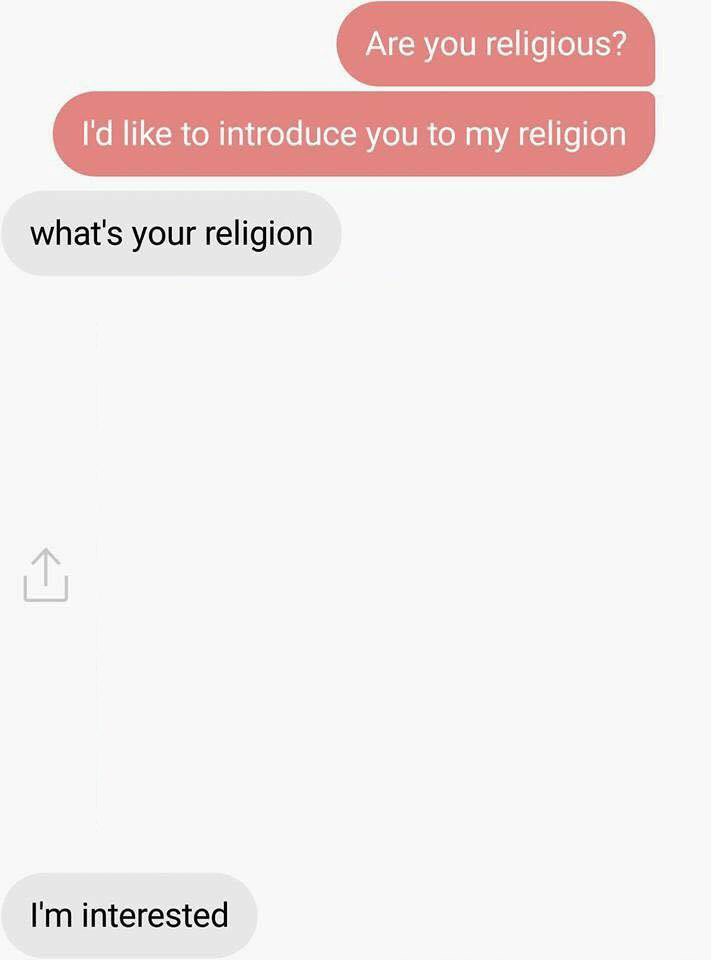 Are you religious?
I'd like to introduce you to my religion
what's your religion
I'm interested